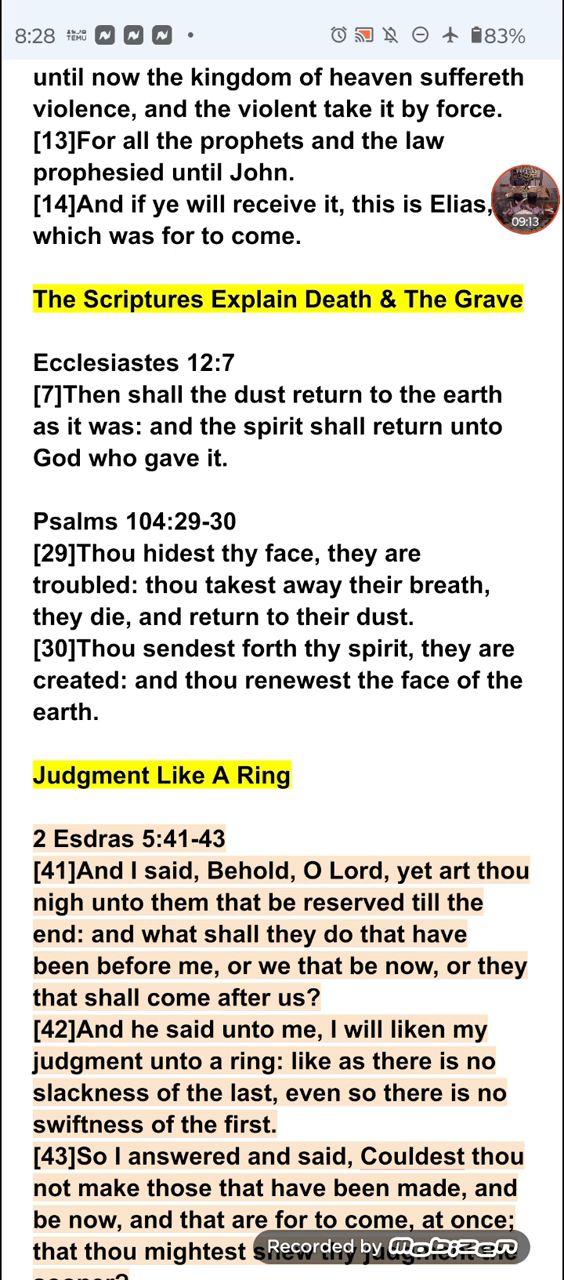 8:28 TEMU 83%
until now the kingdom of heaven suffereth
violence, and the violent take it by force.
[13]For all the prophets and the law
prophesied until John.
[14]And if ye will receive it, this is Elias,
09:13
which was for to come.
The Scriptures Explain Death & The Grave
Ecclesiastes 12:7
[7]Then shall the dust return to the earth
as it was: and the spirit shall return unto
God who gave it.
Psalms 104:29-30
[29]Thou hidest thy face, they are
troubled: thou takest away their breath,
they die, and return to their dust.
[30]Thou sendest forth thy spirit, they are
created: and thou renewest the face of the
earth.
Judgment Like A Ring
2 Esdras 5:41-43
[41]And I said, Behold, O Lord, yet art thou
nigh unto them that be reserved till the
end: and what shall they do that have
been before me, or we that be now, or they
that shall come after us?
[42]And he said unto me, I will liken my
judgment unto a ring: like as there is no
slackness of the last, even so there is no
swiftness of the first.
[43]So I answered and said, Couldest thou
not make those that have been made, and
be now, and that are for to come, at once;
that thou mightest shew thy judgment the
Recorded by Mobizen
sooner?